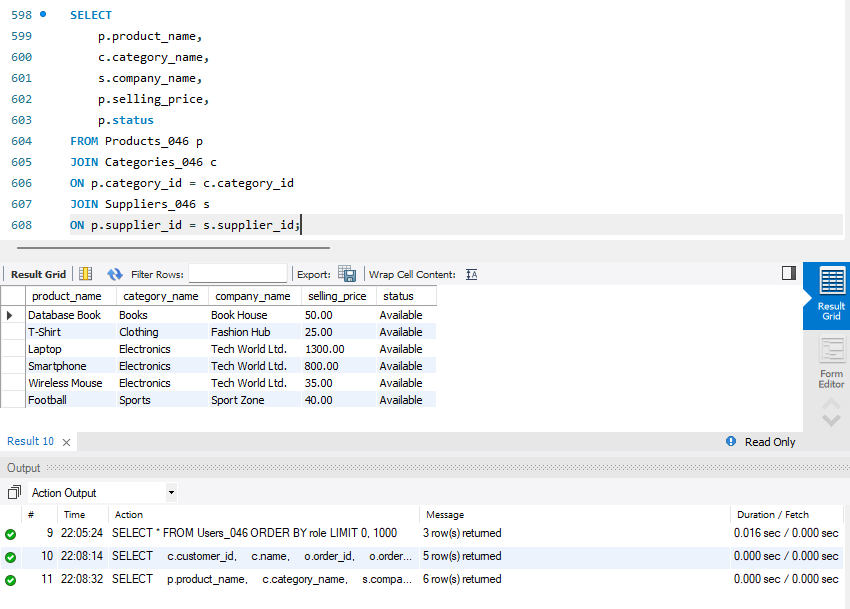 598 SELECT
599 p.product_name,
600 c.category_name,
601 s.company_name,
602 p.selling_price,
603 p.status
604 FROM Products_046 p
605 JOIN Categories_046 c
606 ON p.category_id = c.category_id
607 JOIN Suppliers_046 s
608 ON p.supplier_id = s.supplier_id;
Result Grid Filter Rows: Export: Wrap Cell Content:
product_name category_name company_name selling_price status
Database Book Books Book House 50.00 Available
T-Shirt Clothing Fashion Hub 25.00 Available
Laptop Electronics Tech World Ltd. 1300.00 Available
Smartphone Electronics Tech World Ltd. 800.00 Available
Wireless Mouse Electronics Tech World Ltd. 35.00 Available
Football Sports Sport Zone 40.00 Available
Result
Grid
Form
Editor
Result 10 Read Only
Output
Action Output
# Time Action Message Duration / Fetch
9 22:05:24 SELECT * FROM Users_046 ORDER BY role LIMIT 0, 1000 3 row(s) returned 0.016 sec / 0.000 sec
10 22:08:14 SELECT c.customer_id, c.name, o.order_id, o.order... 5 row(s) returned 0.000 sec / 0.000 sec
11 22:08:32 SELECT p.product_name, c.category_name, s.compa... 6 row(s) returned 0.000 sec / 0.000 sec